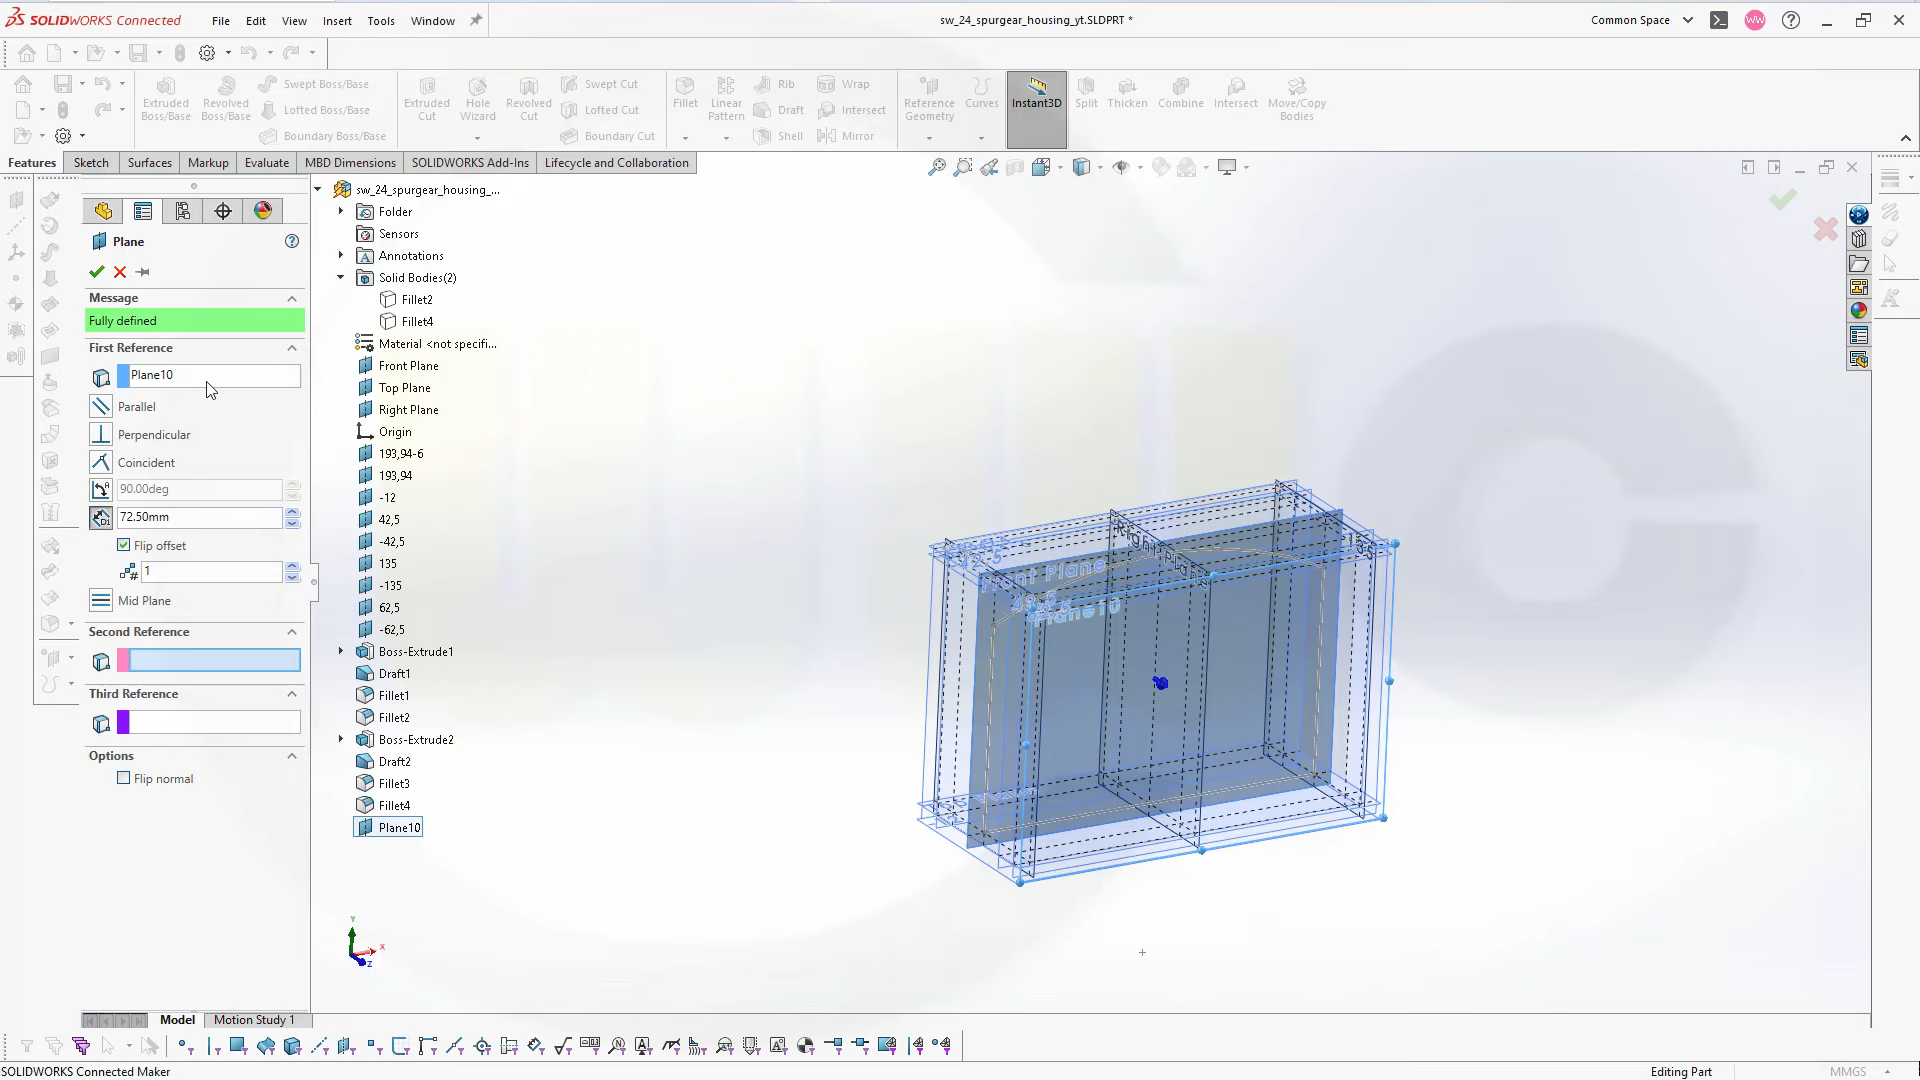 SOLIDWORKS Connected
File Edit View Insert Tools Window
sw_24_spurgear_housing_yt.SLDPRT *
Common Space
WW
Extruded Boss/Base
Revolved Boss/Base
Swept Boss/Base
Lofted Boss/Base
Boundary Boss/Base
Extruded Cut
Hole Wizard
Revolved Cut
Swept Cut
Lofted Cut
Boundary Cut
Fillet
Linear Pattern
Rib
Draft
Shell
Wrap
Intersect
Mirror
Reference Geometry
Curves
Instant3D
Split
Thicken
Combine
Intersect
Move/Copy Bodies
Features Sketch Surfaces Markup Evaluate MBD Dimensions SOLIDWORKS Add-Ins Lifecycle and Collaboration
Plane
Message
Fully defined
First Reference
Plane10
Parallel
Perpendicular
Coincident
90.00deg
72.50mm
Flip offset
1
Mid Plane
Second Reference
Third Reference
Options
Flip normal
sw_24_spurgear_housing_...
Folder
Sensors
Annotations
Solid Bodies(2)
Fillet2
Fillet4
Material <not specifi...
Front Plane
Top Plane
Right Plane
Origin
193,94-6
193,94
-12
42,5
-42,5
135
-135
62,5
-62,5
Boss-Extrude1
Draft1
Fillet1
Fillet2
Boss-Extrude2
Draft2
Fillet3
Fillet4
Plane10
Right Plane
Front Plane
Plane10
Y
X
Z
Model Motion Study 1
SOLIDWORKS Connected Maker
Editing Part
MMGS